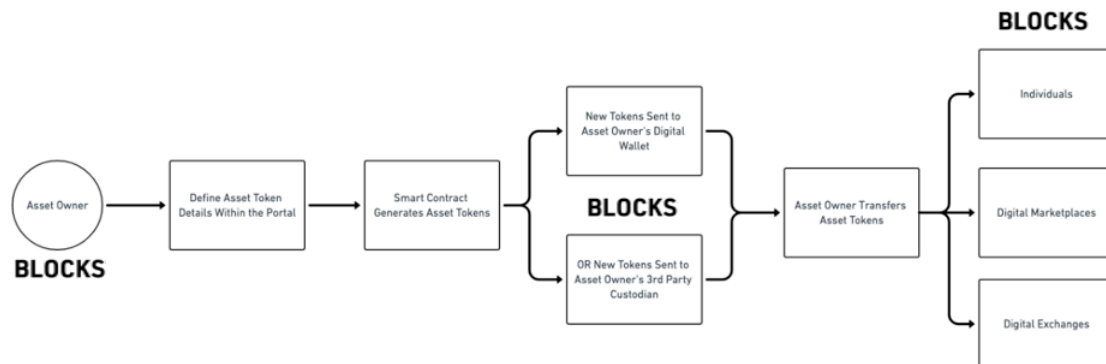 BLOCKS
Asset Owner
BLOCKS
Define Asset Token
Details Within the Portal
Smart Contract
Generates Asset Tokens
New Tokens Sent to
Asset Owner's Digital
Wallet
BLOCKS
OR New Tokens Sent to
Asset Owner's 3rd Party
Custodian
Asset Owner Transfers
Asset Tokens
Individuals
Digital Marketplaces
Digital Exchanges